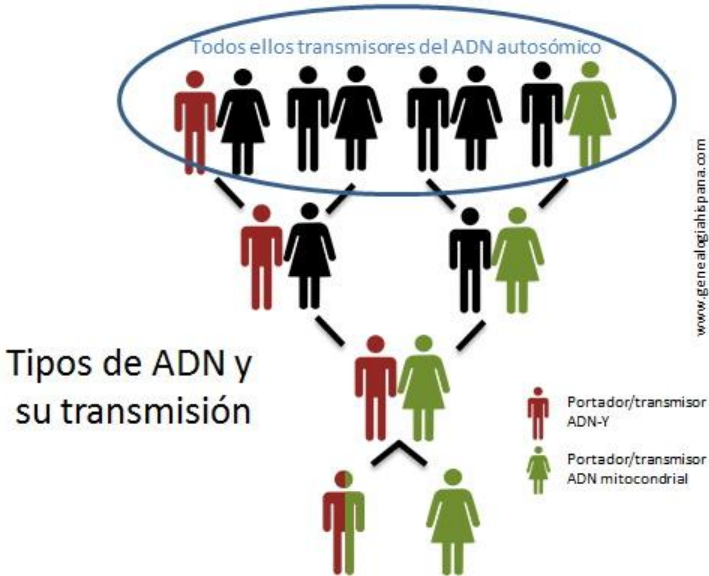 Todos ellos transmisores del ADN autosómico
www.genealogiahispana.com
Tipos de ADN y
su transmisión
Portador/transmisor
ADN-Y
Portador/transmisor
ADN mitocondrial